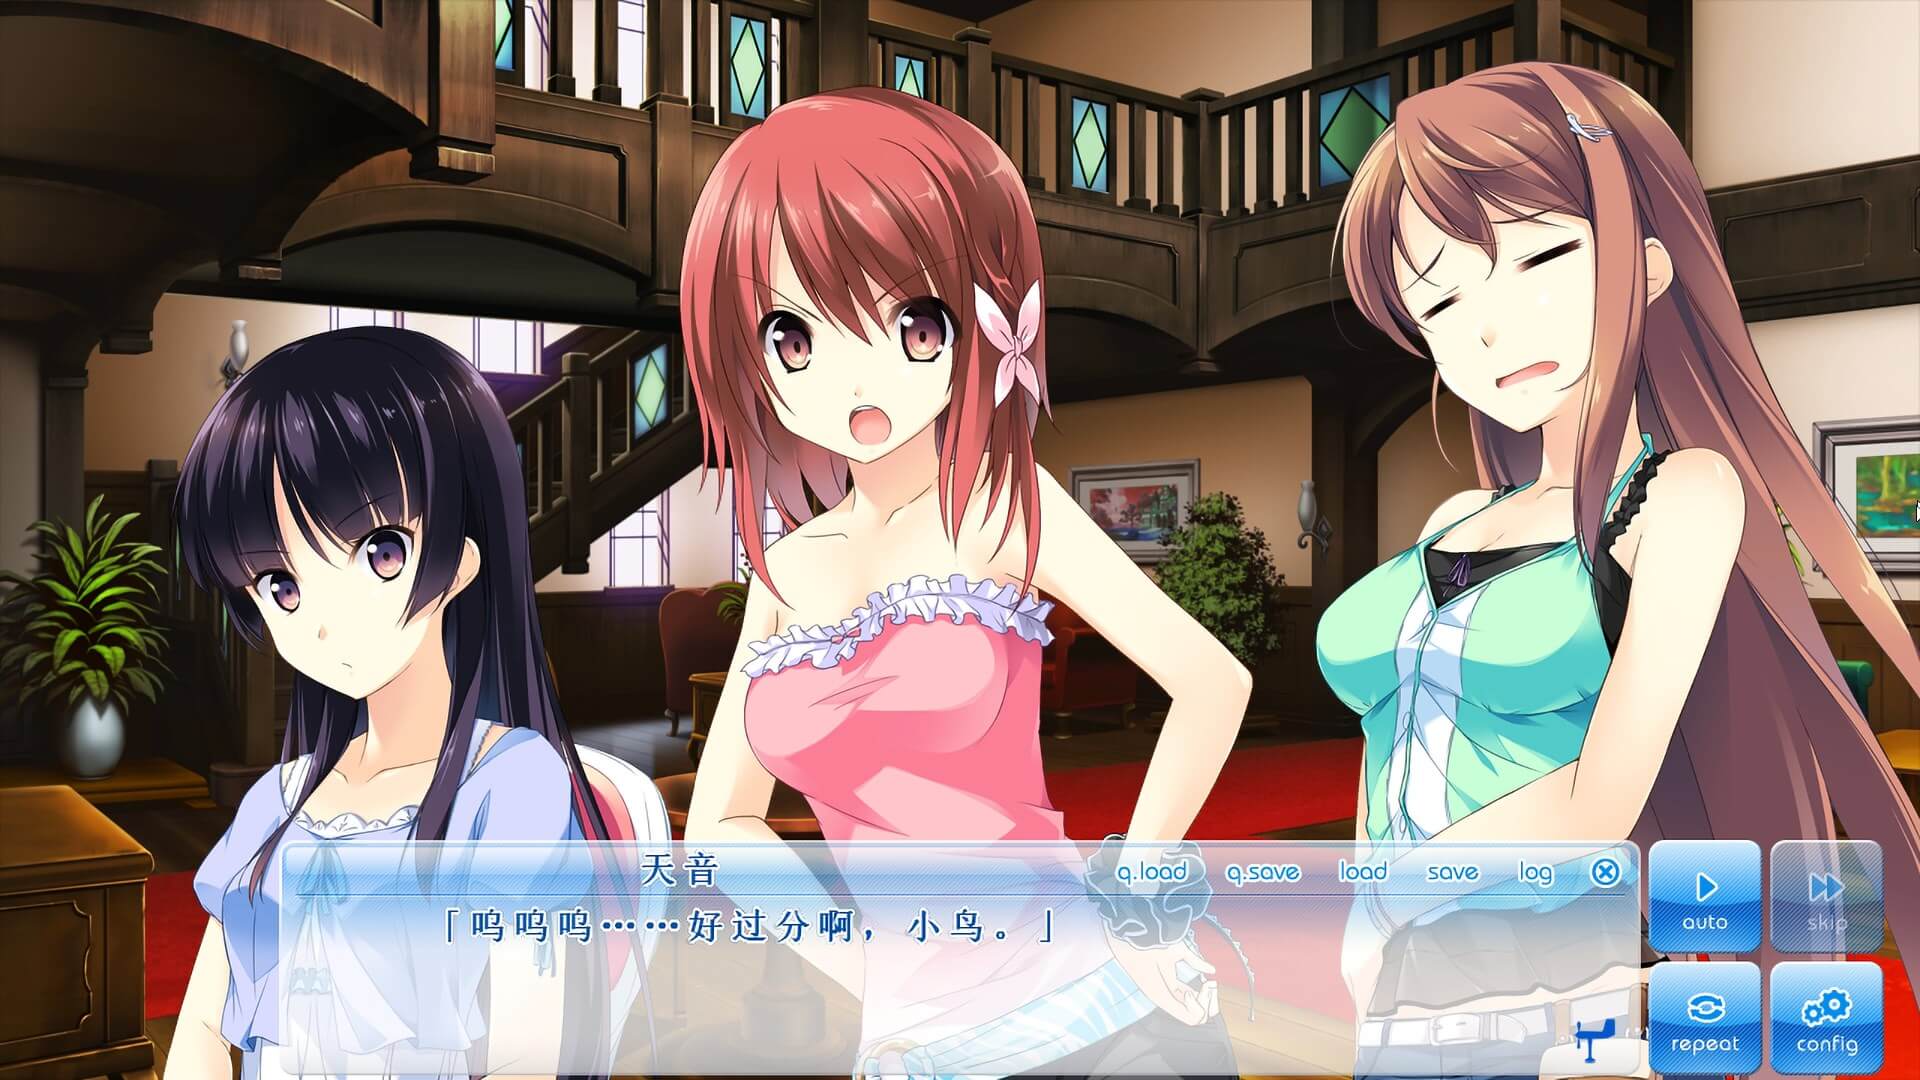 天音
q.load q.save load save log
「呜呜呜……好过分啊，小鸟。」
auto
skip
repeat
config